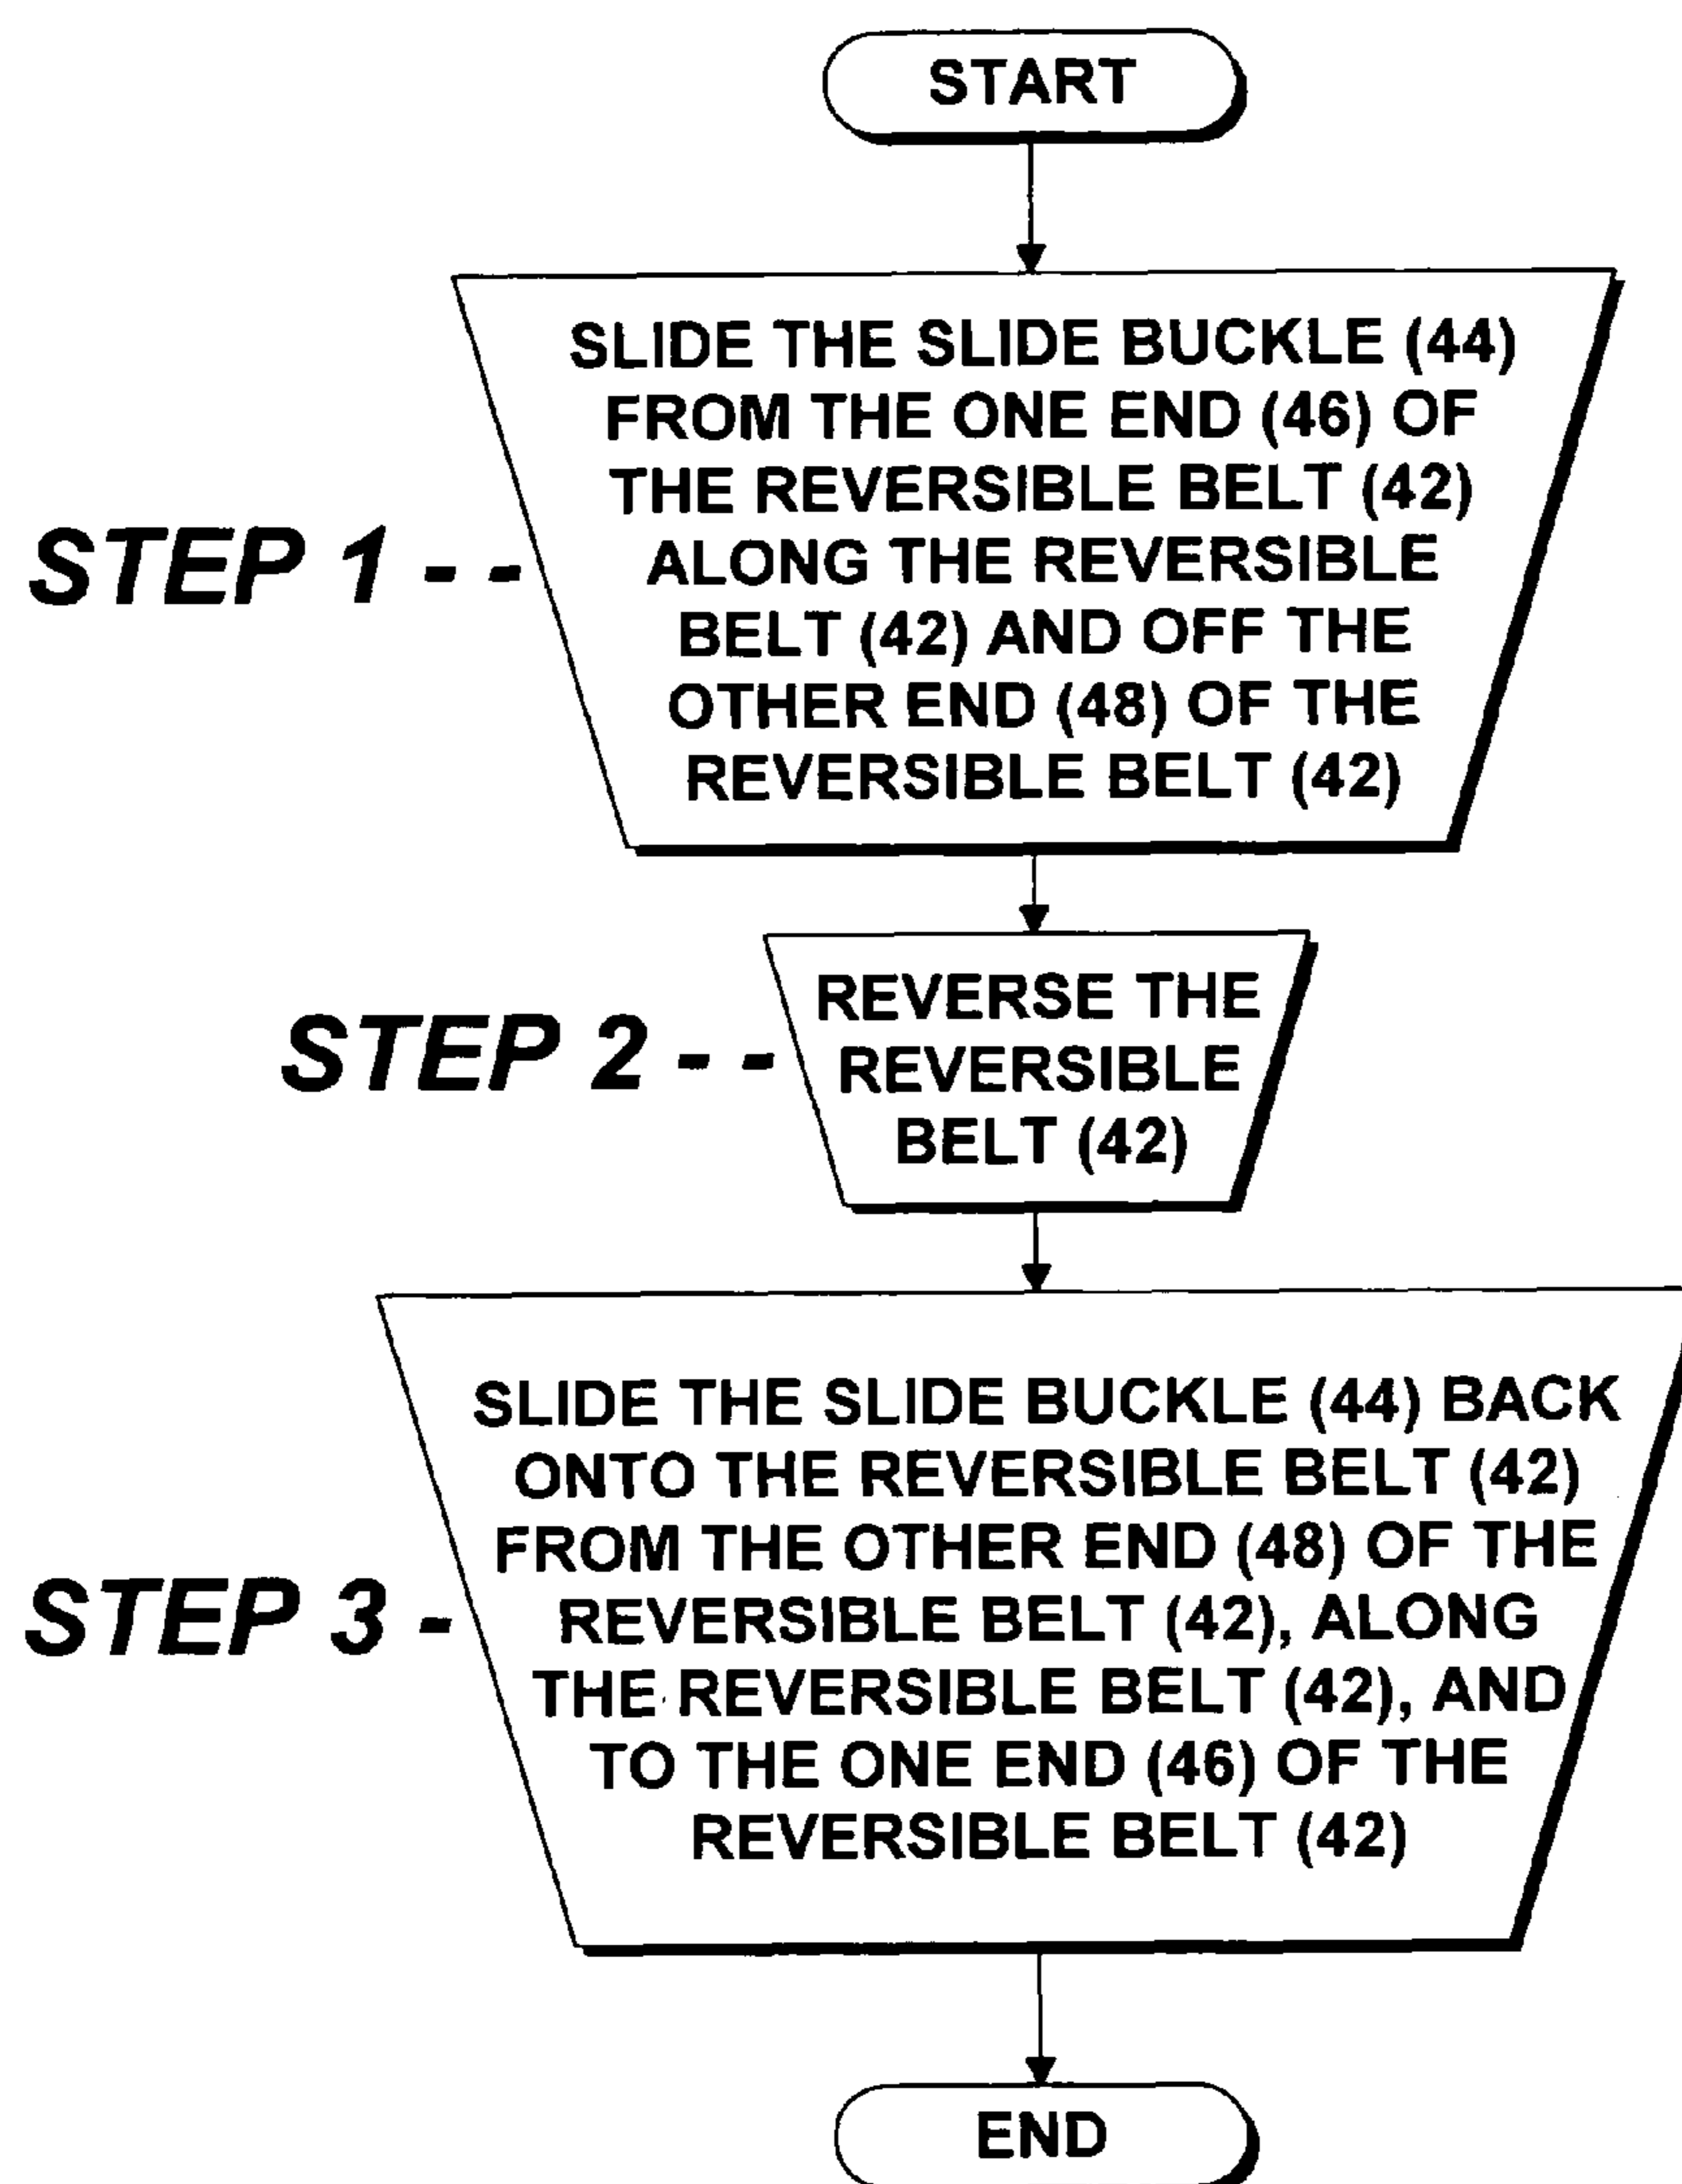 START
SLIDE THE SLIDE BUCKLE (44)
FROM THE ONE END (46) OF
THE REVERSIBLE BELT (42)
ALONG THE REVERSIBLE
BELT (42) AND OFF THE
OTHER END (48) OF THE
REVERSIBLE BELT (42)
STEP 1 - -
REVERSE THE
REVERSIBLE
BELT (42)
STEP 2 - -
SLIDE THE SLIDE BUCKLE (44) BACK
ONTO THE REVERSIBLE BELT (42)
FROM THE OTHER END (48) OF THE
REVERSIBLE BELT (42), ALONG
THE REVERSIBLE BELT (42), AND
TO THE ONE END (46) OF THE
REVERSIBLE BELT (42)
STEP 3 -
END